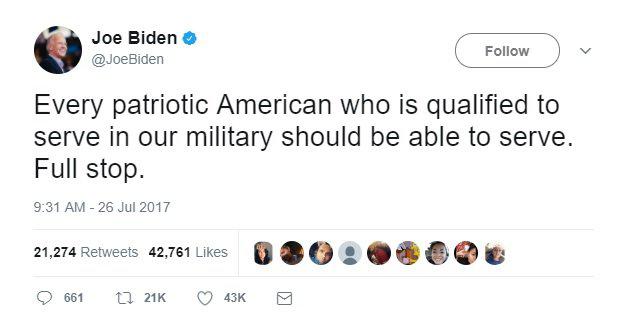 Joe Biden
@JoeBiden
Follow
Every patriotic American who is qualified to
serve in our military should be able to serve.
Full stop.
9:31 AM - 26 Jul 2017
21,274 Retweets 42,761 Likes
661 21K 43K